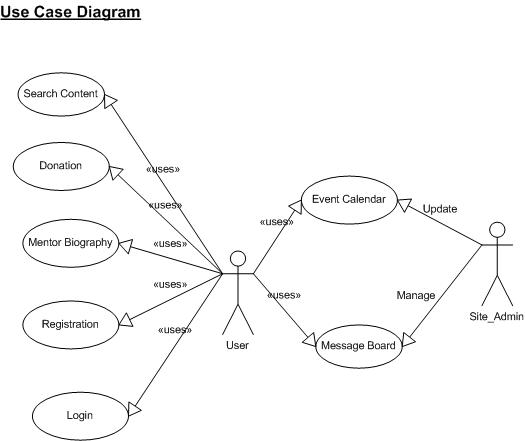 Use Case Diagram
Search Content
Donation
«uses»
«uses»
Event Calendar
Update
«uses»
Mentor Biography
«uses»
«uses»
«uses»
Manage
Site_Admin
Registration
«uses»
User
Message Board
Login